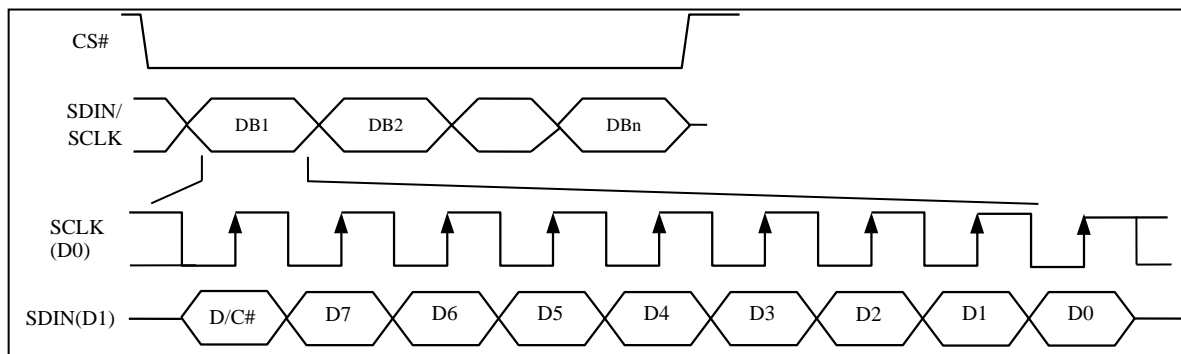 CS#
SDIN/
SCLK
DB1 DB2 DBn
SCLK
(D0)
SDIN(D1) D/C# D7 D6 D5 D4 D3 D2 D1 D0